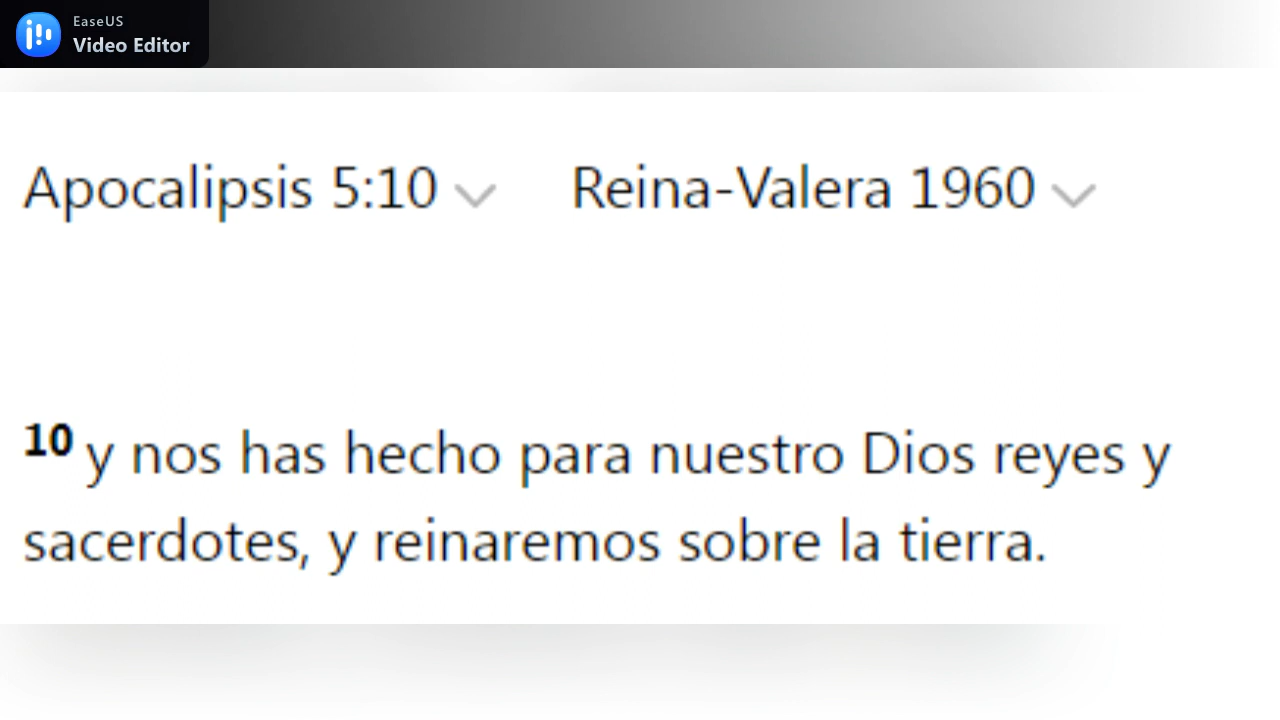 EaseUS
Video Editor
Apocalipsis 5:10 Reina-Valera 1960
10 y nos has hecho para nuestro Dios reyes y
sacerdotes, y reinaremos sobre la tierra.